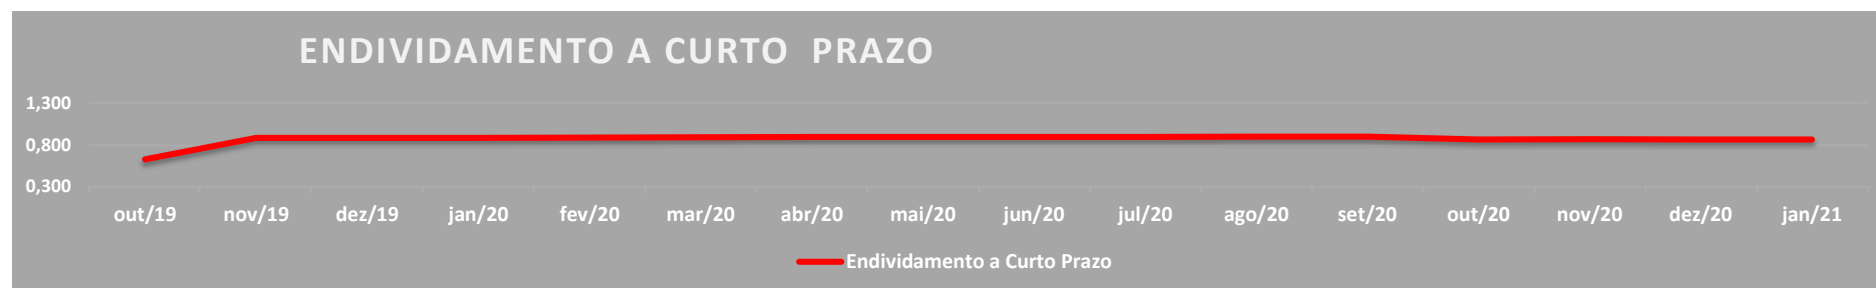 ENDIVIDAMENTO A CURTO PRAZO
1,300
0,800
0,300
out/19 nov/19 dez/19 jan/20 fev/20 mar/20 abr/20 mai/20 jun/20 jul/20 ago/20 set/20 out/20 nov/20 dez/20 jan/21
Endividamento a Curto Prazo